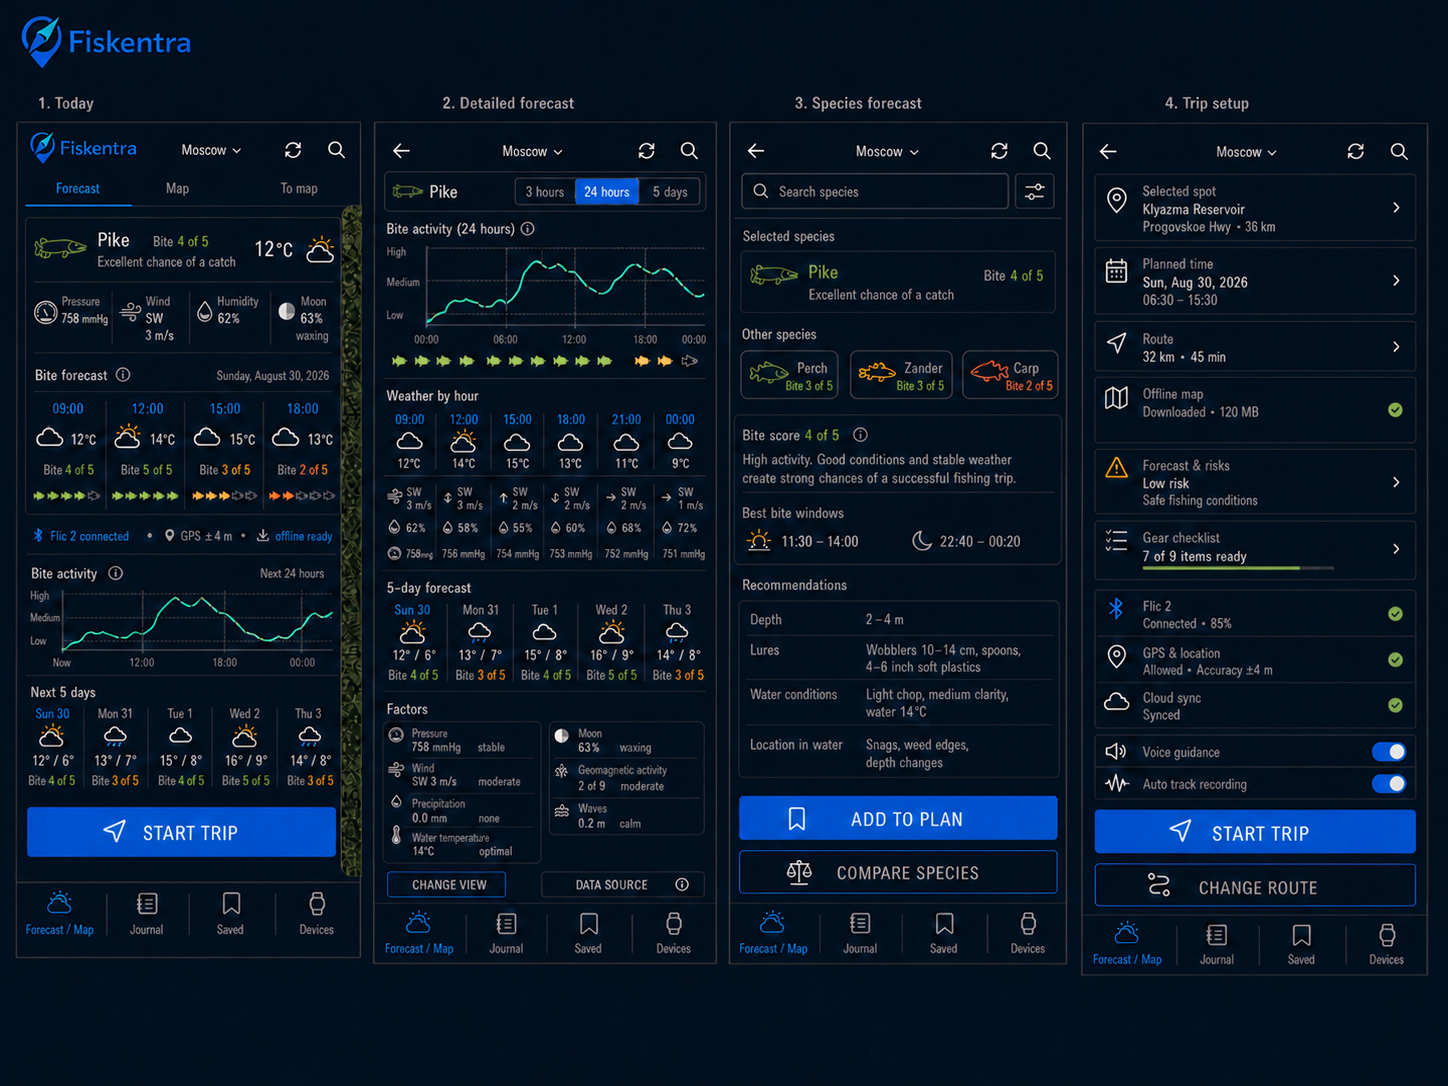 Fiskentra
1. Today
Fiskentra
Moscow
Forecast
Map
To map
Pike
Bite 4 of 5
Excellent chance of a catch
12°C
Pressure
758 mmHg
Wind
SW
3 m/s
Humidity
62%
Moon
63%
waxing
Bite forecast
Sunday, August 30, 2026
09:00
12:00
15:00
18:00
12°C
14°C
15°C
13°C
Bite 4 of 5
Bite 5 of 5
Bite 3 of 5
Bite 2 of 5
Flic 2 connected • GPS ±4 m • offline ready
Bite activity
Next 24 hours
High
Medium
Low
Now
12:00
18:00
00:00
Next 5 days
Sun 30
Mon 31
Tue 1
Wed 2
Thu 3
12° / 6°
13° / 7°
15° / 8°
16° / 9°
14° / 8°
Bite 4 of 5
Bite 3 of 5
Bite 4 of 5
Bite 5 of 5
Bite 3 of 5
START TRIP
Forecast / Map
Journal
Saved
Devices
2. Detailed forecast
Moscow
Pike
3 hours
24 hours
5 days
Bite activity (24 hours)
High
Medium
Low
00:00
06:00
12:00
18:00
00:00
Weather by hour
09:00
12:00
15:00
18:00
21:00
00:00
12°C
14°C
15°C
13°C
11°C
9°C
SW
3 m/s
SW
3 m/s
SW
2 m/s
SW
2 m/s
SW
2 m/s
SW
1 m/s
62%
58%
55%
60%
68%
72%
758mmg
756 mmHg
754 mmHg
753 mmHg
752 mmHg
751 mmHg
5-day forecast
Sun 30
Mon 31
Tue 1
Wed 2
Thu 3
12° / 6°
13° / 7°
15° / 8°
16° / 9°
14° / 8°
Bite 4 of 5
Bite 3 of 5
Bite 4 of 5
Bite 5 of 5
Bite 3 of 5
Factors
Pressure
758 mmHg stable
Wind
SW 3 m/s moderate
Precipitation
0.0 mm none
Water temperature
14°C optimal
Moon
63% waxing
Geomagnetic activity
2 of 9 moderate
Waves
0.2 m calm
CHANGE VIEW
DATA SOURCE
Forecast / Map
Journal
Saved
Devices
3. Species forecast
Moscow
Search species
Selected species
Pike
Bite 4 of 5
Excellent chance of a catch
Other species
Perch
Bite 3 of 5
Zander
Bite 3 of 5
Carp
Bite 2 of 5
Bite score 4 of 5
High activity. Good conditions and stable weather
create strong chances of a successful fishing trip.
Best bite windows
11:30 – 14:00
22:40 – 00:20
Recommendations
Depth
2–4 m
Lures
Wobblers 10–14 cm, spoons,
4–6 inch soft plastics
Water conditions
Light chop, medium clarity,
water 14°C
Location in water
Snags, weed edges,
depth changes
ADD TO PLAN
COMPARE SPECIES
Forecast / Map
Journal
Saved
Devices
4. Trip setup
Moscow
Selected spot
Klyazma Reservoir
Progovskoe Hwy • 36 km
Planned time
Sun, Aug 30, 2026
06:30 – 15:30
Route
32 km • 45 min
Offline map
Downloaded • 120 MB
Forecast & risks
Low risk
Safe fishing conditions
Gear checklist
7 of 9 items ready
Flic 2
Connected • 85%
GPS & location
Allowed • Accuracy ±4 m
Cloud sync
Synced
Voice guidance
Auto track recording
START TRIP
CHANGE ROUTE
Forecast / Map
Journal
Saved
Devices